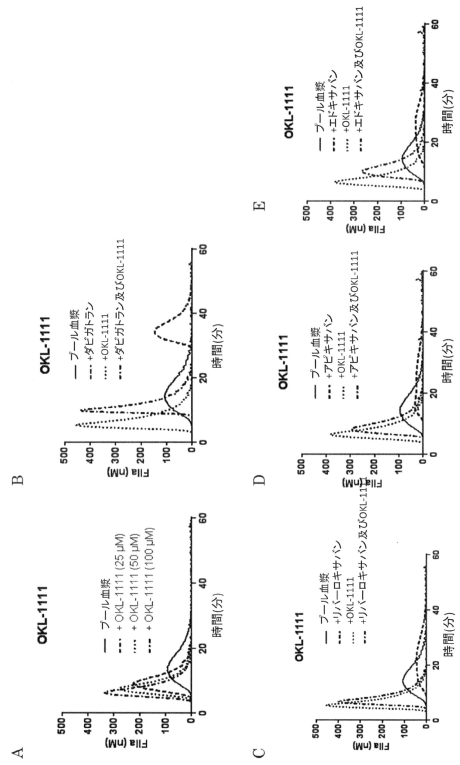 A
OKL-1111
FIIa (nM)
500
400
300
200
100
0
プール血漿
+ OKL-1111 (25 µM)
+ OKL-1111 (50 µM)
+ OKL-1111 (100 µM)
0
20
40
60
時間(分)
B
OKL-1111
FIIa (nM)
500
400
300
200
100
0
プール血漿
+ダビガトラン
+OKL-1111
+ダビガトラン及びOKL-1111
0
20
40
60
時間(分)
C
OKL-1111
FIIa (nM)
500
400
300
200
100
0
プール血漿
+リバーロキサバン
+OKL-1111
+リバーロキサバン及びOKL-111
0
20
40
60
時間(分)
D
OKL-1111
FIIa (nM)
500
400
300
200
100
0
プール血漿
+アピキサバン
+OKL-1111
+アピキサバン及びOKL-1111
0
20
40
60
時間(分)
E
OKL-1111
FIIa (nM)
500
400
300
200
100
0
プール血漿
+エドキサバン
+OKL-1111
+エドキサバン及びOKL-1111
0
20
40
60
時間(分)